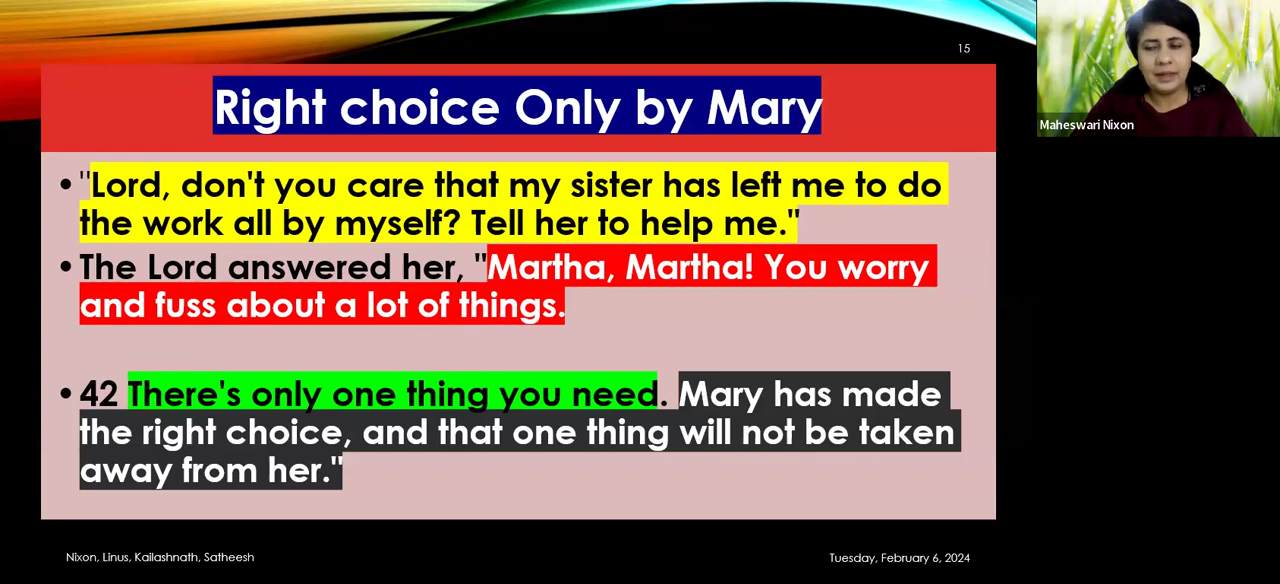 15
Right choice Only by Mary
• "Lord, don't you care that my sister has left me to do
the work all by myself? Tell her to help me."
• The Lord answered her, "Martha, Martha! You worry
and fuss about a lot of things.
• 42 There's only one thing you need. Mary has made
the right choice, and that one thing will not be taken
away from her."
Nixon, Linus, Kailashnath, Satheesh
Tuesday, February 6, 2024
Maheswari Nixon